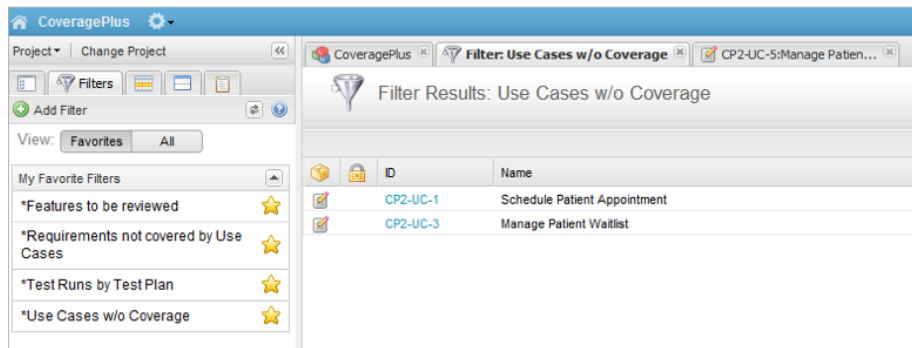 CoveragePlus
Project Change Project
CoveragePlus Filter: Use Cases w/o Coverage CP2-UC-5:Manage Patien...
Filters
Add Filter
View: Favorites All
My Favorite Filters
*Features to be reviewed
*Requirements not covered by Use
Cases
*Test Runs by Test Plan
*Use Cases w/o Coverage
Filter Results: Use Cases w/o Coverage
ID Name
CP2-UC-1 Schedule Patient Appointment
CP2-UC-3 Manage Patient Waitlist